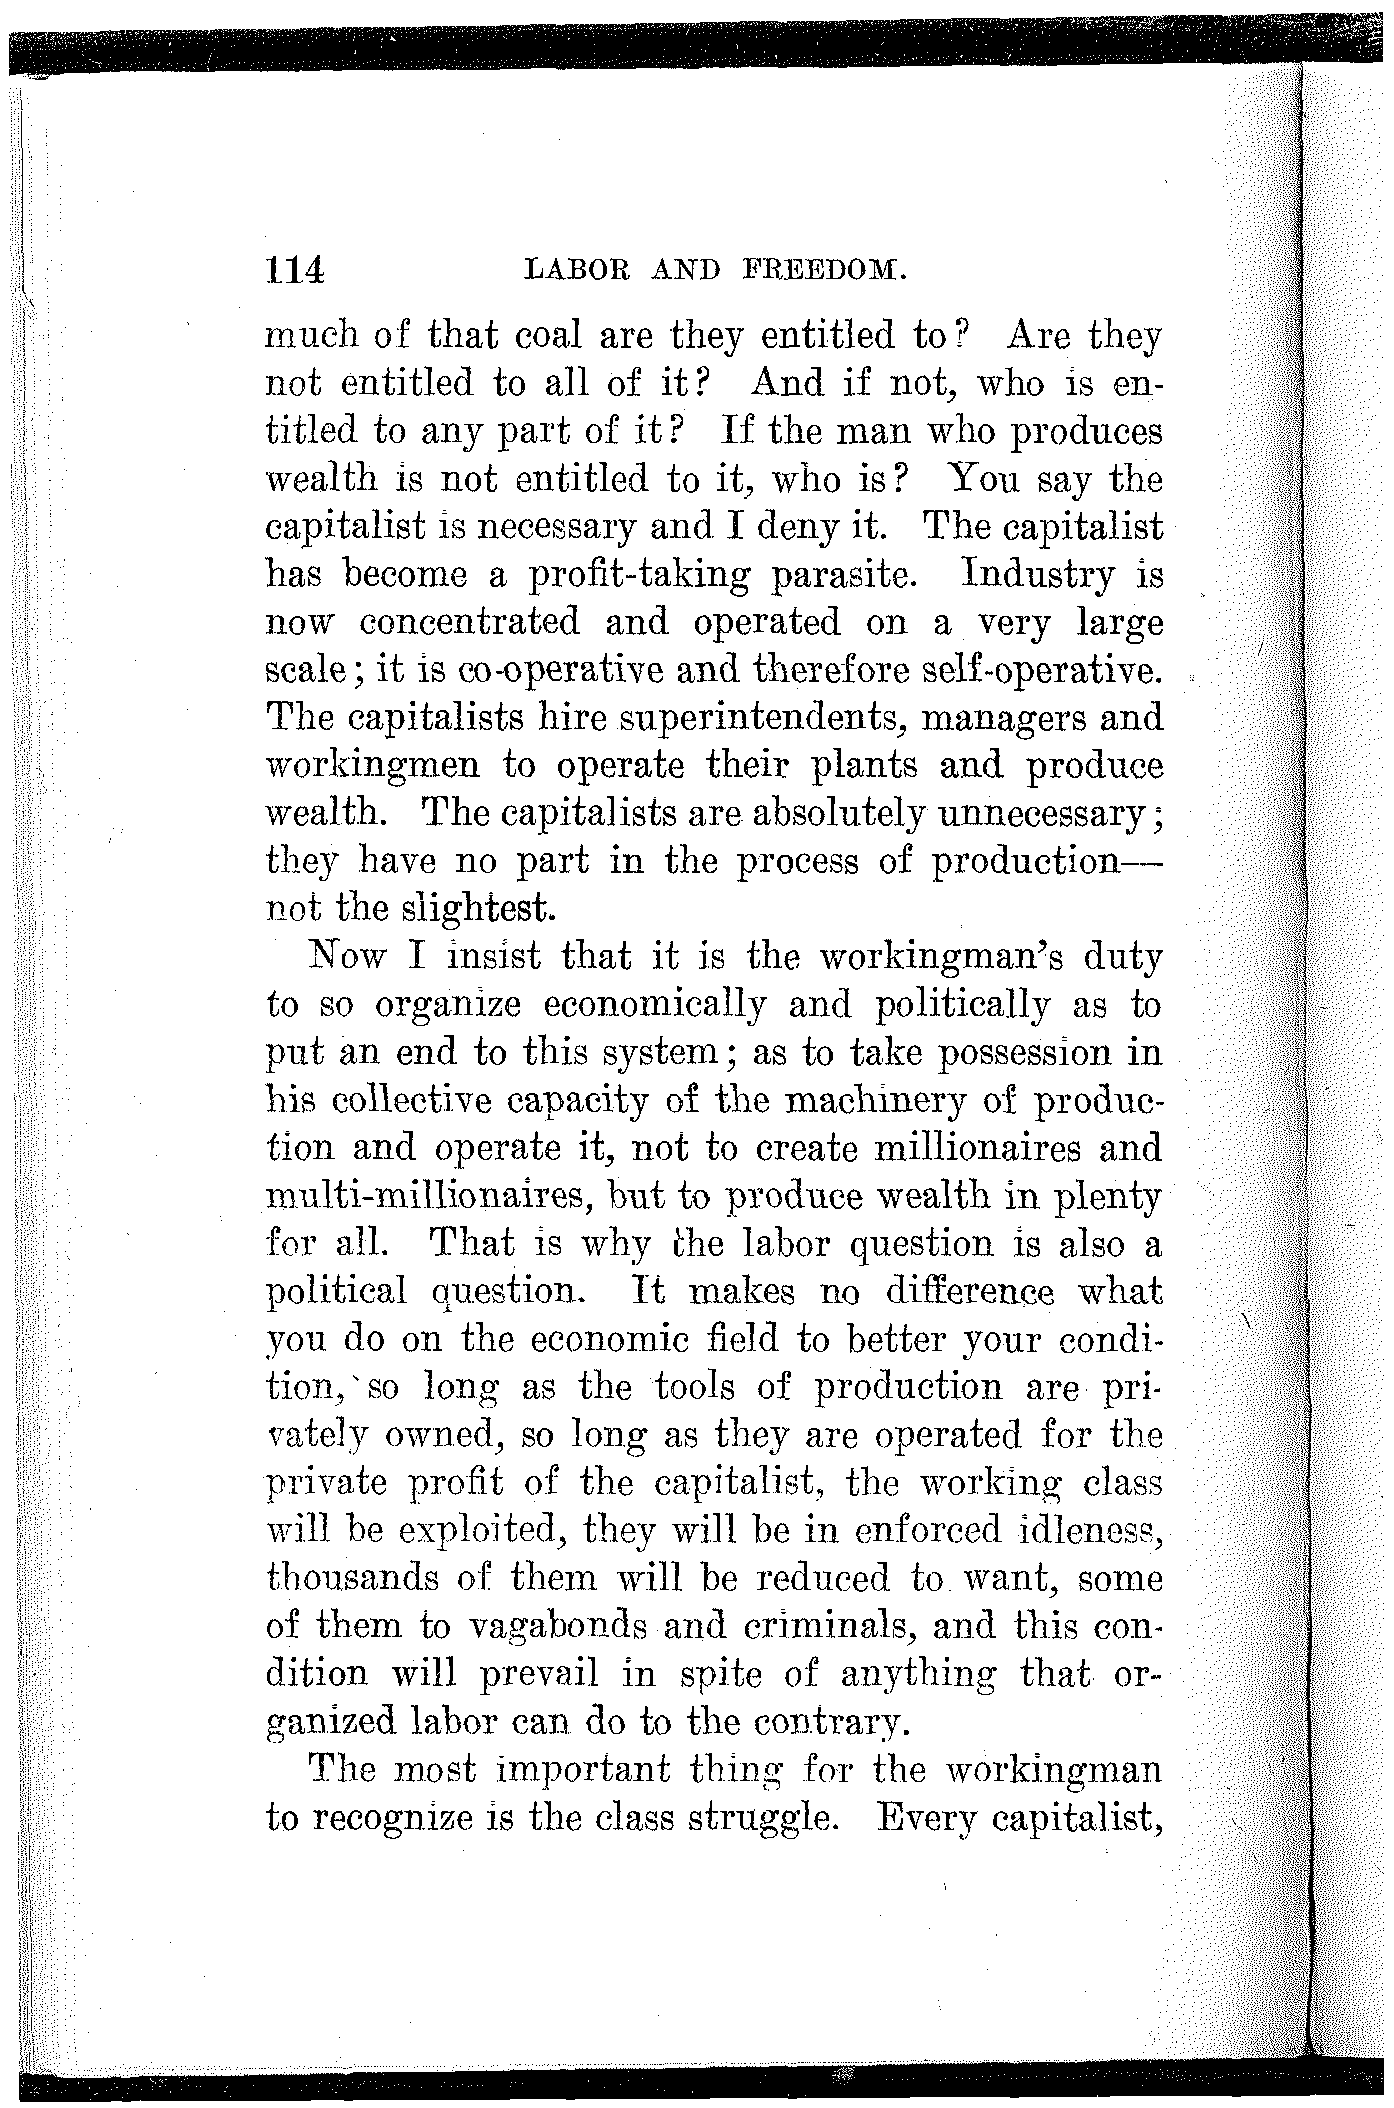 114 LABOR AND FREEDOM.
much of that coal are they entitled to? Are they
not entitled to all of it? And if not, who is en-
titled to any part of it? If the man who produces
wealth is not entitled to it, who is? You say the
capitalist is necessary and I deny it. The capitalist
has become a profit-taking parasite. Industry is
now concentrated and operated on a very large
scale; it is co-operative and therefore self-operative.
The capitalists hire superintendents, managers and
workingmen to operate their plants and produce
wealth. The capitalists are absolutely unnecessary;
they have no part in the process of production—
not the slightest.
Now I insist that it is the workingman's duty
to so organize economically and politically as to
put an end to this system; as to take possession in
his collective capacity of the machinery of produc-
tion and operate it, not to create millionaires and
multi-millionaires, but to produce wealth in plenty
for all. That is why the labor question is also a
political question. It makes no difference what
you do on the economic field to better your condi-
tion, so long as the tools of production are pri-
vately owned, so long as they are operated for the
private profit of the capitalist, the working class
will be exploited, they will be in enforced idleness,
thousands of them will be reduced to want, some
of them to vagabonds and criminals, and this con-
dition will prevail in spite of anything that or-
ganized labor can do to the contrary.
The most important thing for the workingman
to recognize is the class struggle. Every capitalist,